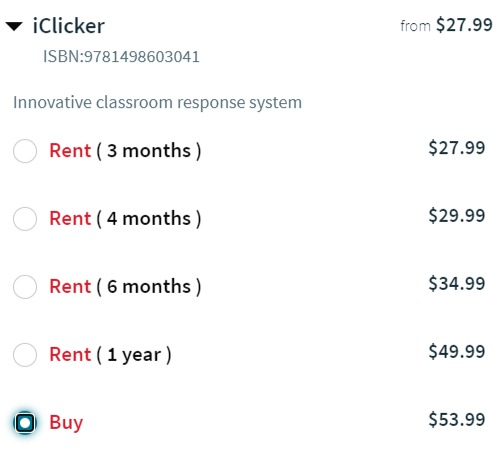 iClicker from $27.99
ISBN:9781498603041
Innovative classroom response system
Rent ( 3 months ) $27.99
Rent ( 4 months ) $29.99
Rent ( 6 months ) $34.99
Rent ( 1 year ) $49.99
Buy $53.99